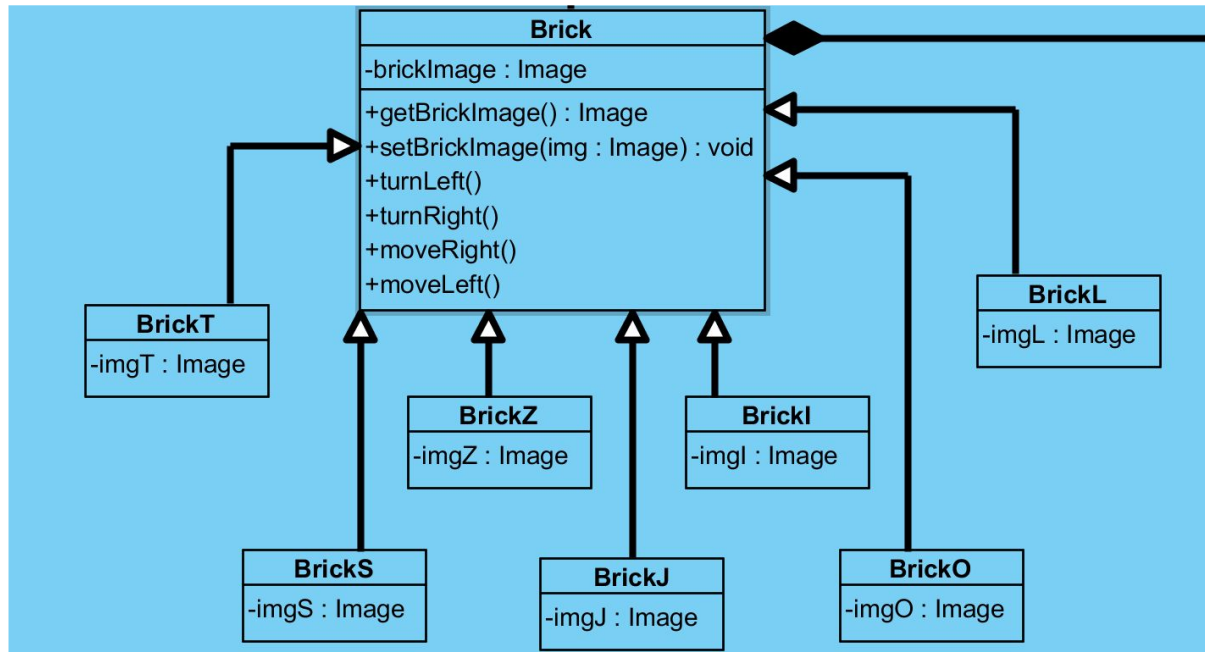 Brick
-brickImage : Image
+getBrickImage() : Image
+setBrickImage(img : Image) : void
+turnLeft()
+turnRight()
+moveRight()
+moveLeft()
BrickT
-imgT : Image
BrickL
-imgL : Image
BrickZ
-imgZ : Image
BrickI
-imgI : Image
BrickS
-imgS : Image
BrickJ
-imgJ : Image
BrickO
-imgO : Image